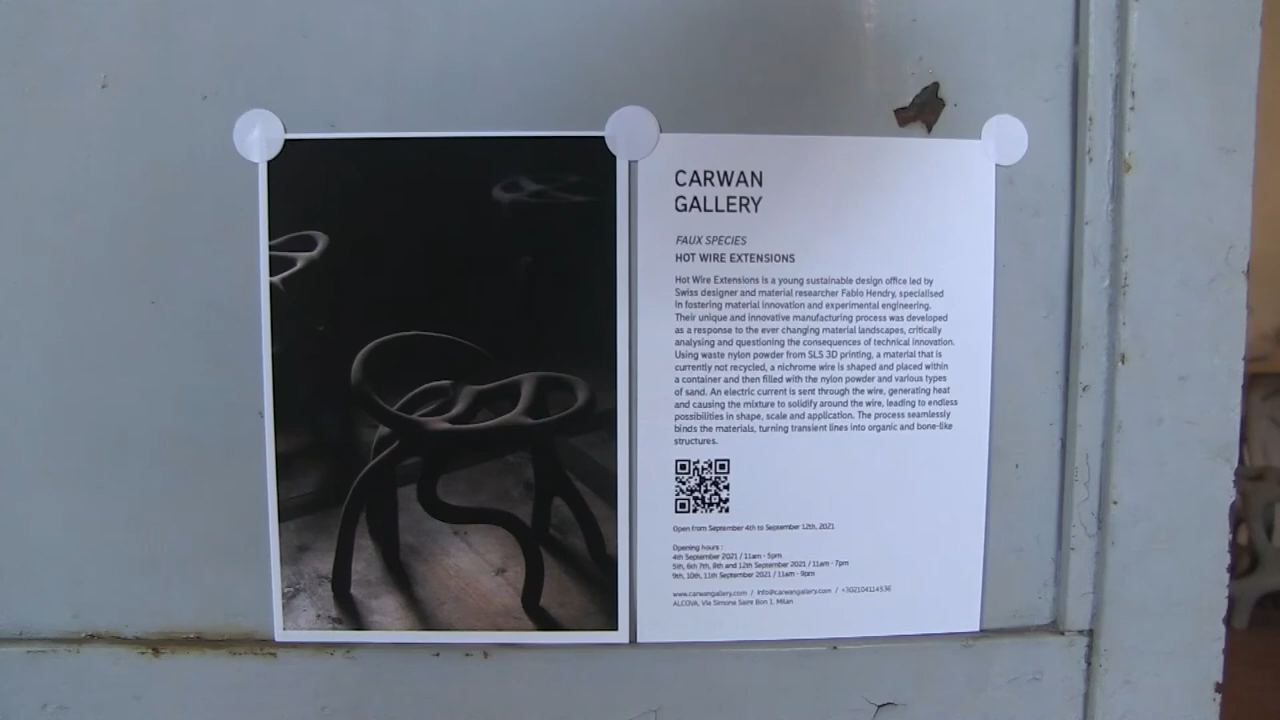 CARWAN
GALLERY
FAUX SPECIES
HOT WIRE EXTENSIONS
Hot Wire Extensions is a young sustainable design office led by
Swiss designer and material researcher Fabio Hendry, specialised
in fostering material innovation and experimental engineering.
Their unique and innovative manufacturing process was developed
as a response to the ever changing material landscapes, critically
analysing and questioning the consequences of technical innovation.
Using waste nylon powder from SLS 3D printing, a material that is
currently not recycled, a nichrome wire is shaped and placed within
a container and then filled with the nylon powder and various types
of sand. An electric current is sent through the wire, generating heat
and causing the mixture to solidify around the wire, leading to endless
possibilities in shape, scale and application. The process seamlessly
binds the materials, turning transient lines into organic and bone-like
structures.
Open from September 4th to September 12th, 2021
Opening hours :
4th September 2021 / 11am - 5pm
5th, 6th 7th, 8th and 12th September 2021 / 11am - 7pm
9th, 10th, 11th September 2021 / 11am - 9pm
www.carwangallery.com / info@carwangallery.com / +302104114536
ALCOVA, Via Simone Saint Bon 1, Milan